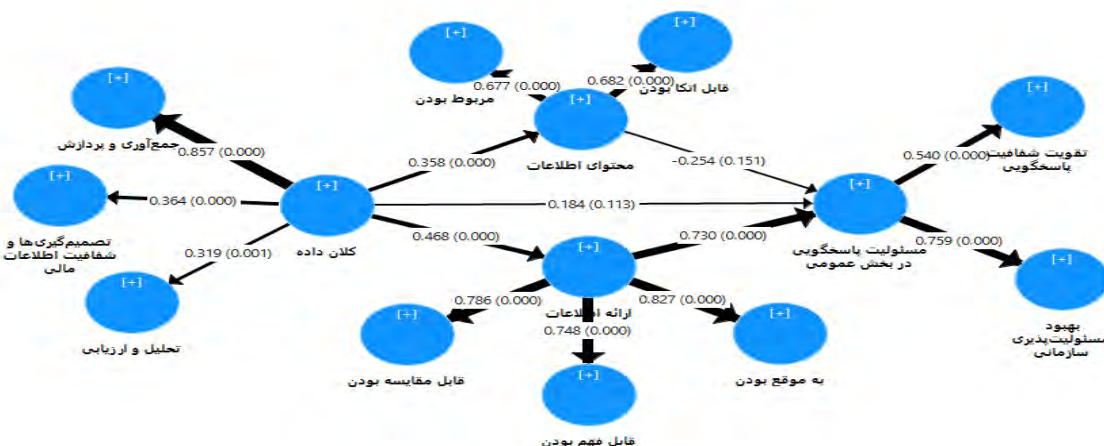 [+]
[+]
[+]
[+]
[+]
[+]
[+]
[+]
[+]
[+]
[+]
[+]
[+]
[+]
0.677 (0.000)
0.682 (0.000)
مربوط بودن
قابل اتکا بودن
جمع‌آوری و پردازش
0.857 (0.000)
0.358 (0.000)
محتوای اطلاعات
-0.254 (0.151)
تقویت شفافیت
پاسخگویی
0.540 (0.000)
0.364 (0.000)
0.184 (0.113)
تصمیم‌گیری‌ها و
شفافیت اطلاعات
مالی
0.319 (0.001)
کلان داده
0.468 (0.000)
0.730 (0.000)
مسئولیت پاسخگویی
در بخش عمومی
0.759 (0.000)
0.786 (0.000)
ارائه اطلاعات
0.827 (0.000)
0.748 (0.000)
تحلیل و ارزیابی
قابل مقایسه بودن
به موقع بودن
بهبود
مسئولیت‌پذیری
سازمانی
قابل فهم بودن